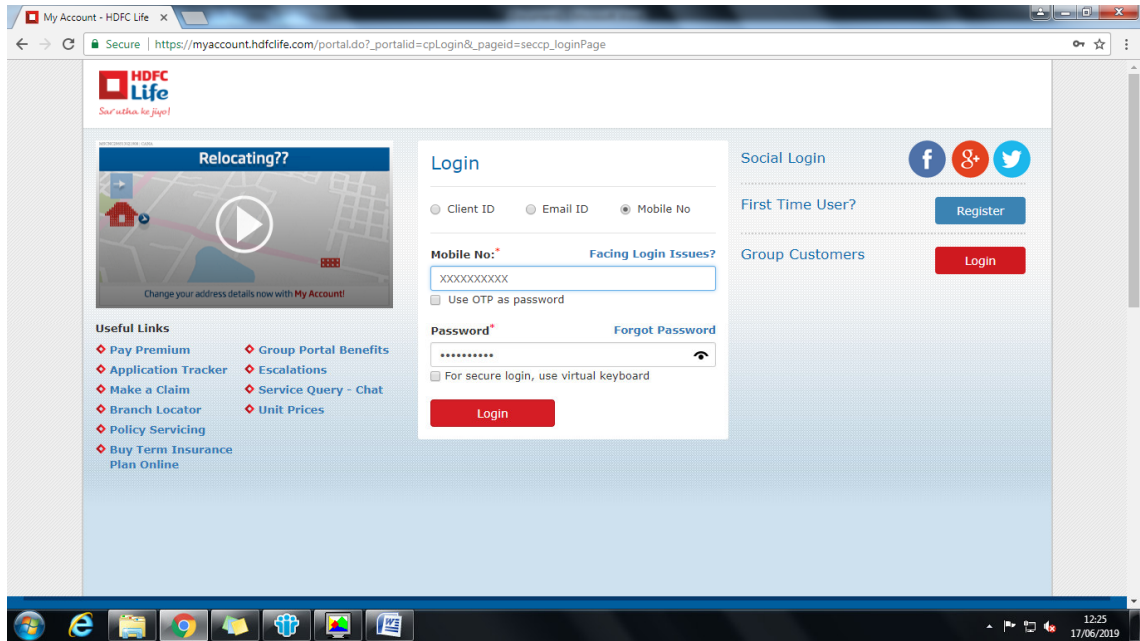 My Account - HDFC Life
Secure | https://myaccount.hdfclife.com/portal.do?_portalid=cpLogin&_pageid=seccp_loginPage
HDFC
Life
Sar utha ke jiyo!
Relocating??
Change your address details now with My Account!
Useful Links
Pay Premium
Application Tracker
Make a Claim
Branch Locator
Policy Servicing
Buy Term Insurance
Plan Online
Group Portal Benefits
Escalations
Service Query - Chat
Unit Prices
Login
Client ID Email ID Mobile No
Mobile No:* Facing Login Issues?
XXXXXXXXXX
Use OTP as password
Password* Forgot Password
••••••••••
For secure login, use virtual keyboard
Login
Social Login f 8+
First Time User? Register
Group Customers Login
12:25
17/06/2019